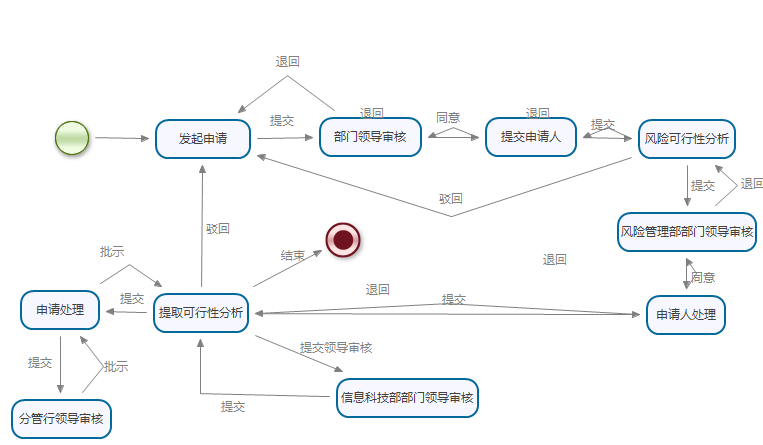 退回
提交
退回
同意
退回
提交
发起申请
部门领导审核
提交申请人
风险可行性分析
驳回
提交
退回
驳回
风险管理部部门领导审核
批示
结束
退回
同意
提交
退回
提交
申请处理
提取可行性分析
申请人处理
提交
批示
提交领导审核
提交
信息科技部部门领导审核
分管行领导审核